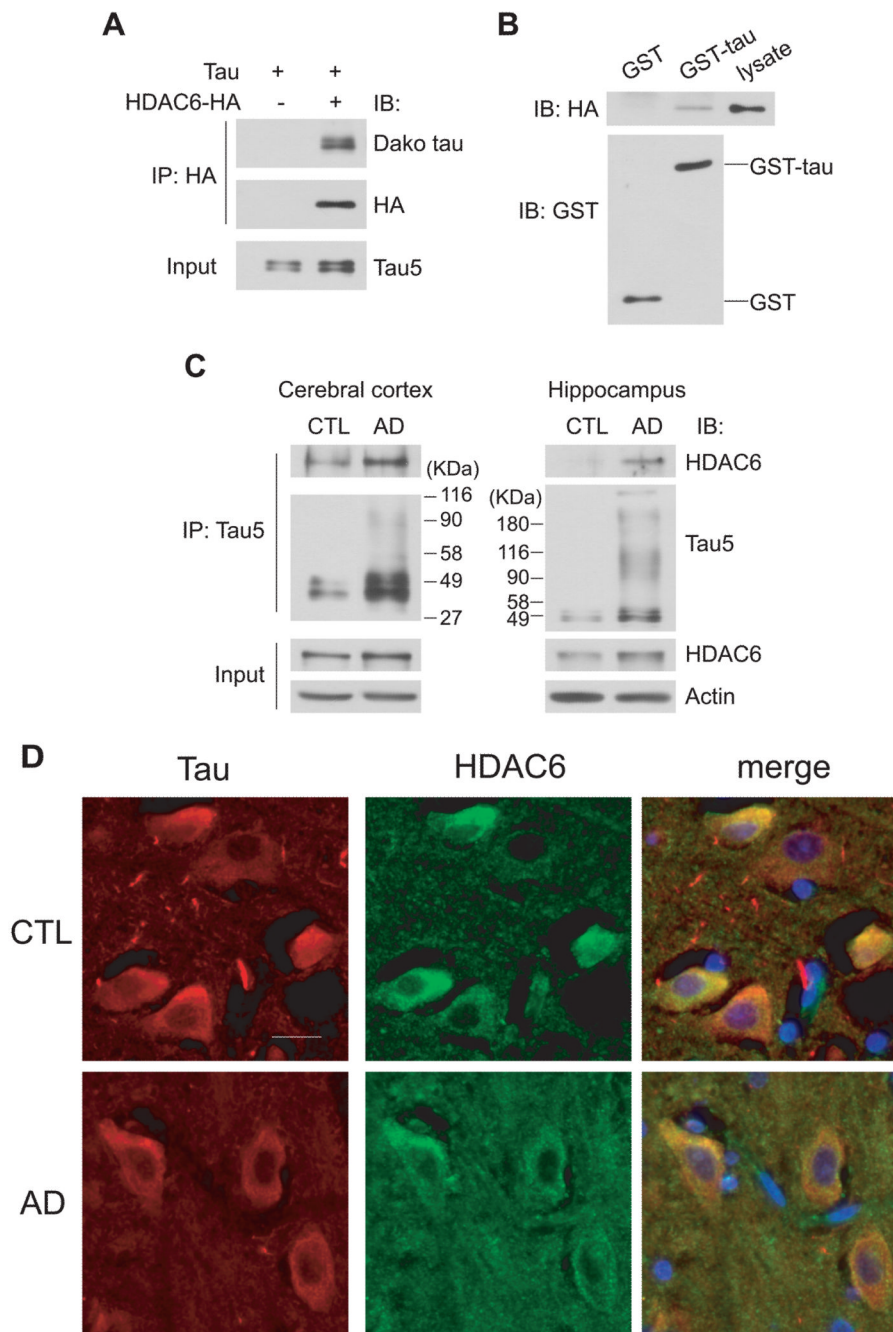 A
Tau + +
HDAC6-HA - + IB:
IP: HA
Dako tau
HA
Input
Tau5
B
GST GST-tau lysate
IB: HA
IB: GST
GST-tau
GST
C
Cerebral cortex Hippocampus
CTL AD CTL AD IB:
HDAC6
(KDa)
116
90
58
49
27
(KDa)
180
116
90
58
49
IP: Tau5
Tau5
Input
HDAC6
Actin
D
Tau HDAC6 merge
CTL
AD